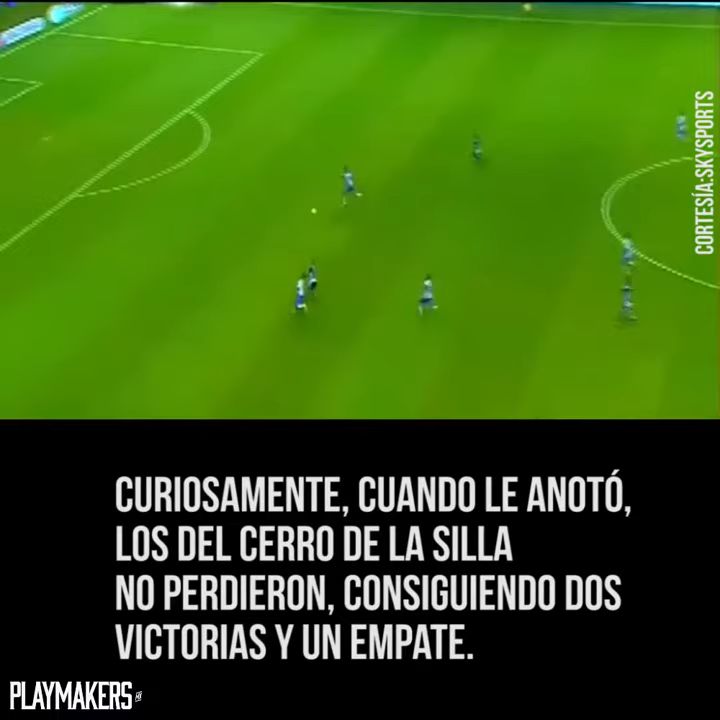 CORTESÍA:SKYSPORTS
CURIOSAMENTE, CUANDO LE ANOTÓ,
LOS DEL CERRO DE LA SILLA
NO PERDIERON, CONSIGUIENDO DOS
VICTORIAS Y UN EMPATE.
PLAYMAKERS